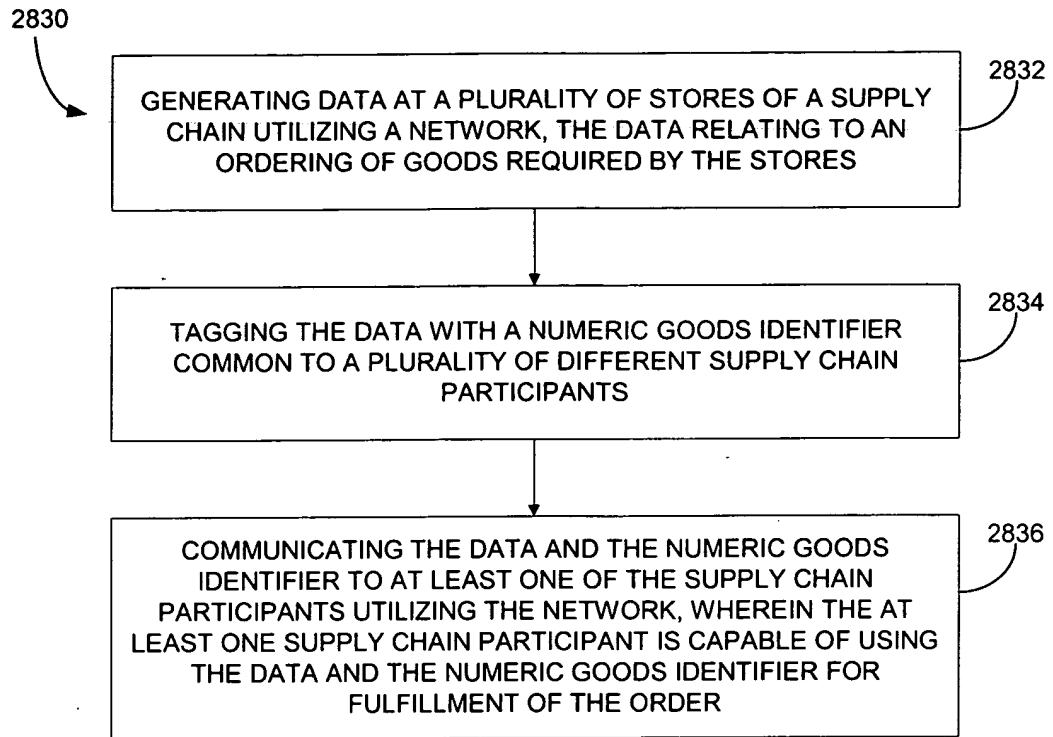 2830
2832
GENERATING DATA AT A PLURALITY OF STORES OF A SUPPLY
CHAIN UTILIZING A NETWORK, THE DATA RELATING TO AN
ORDERING OF GOODS REQUIRED BY THE STORES
2834
TAGGING THE DATA WITH A NUMERIC GOODS IDENTIFIER
COMMON TO A PLURALITY OF DIFFERENT SUPPLY CHAIN
PARTICIPANTS
2836
COMMUNICATING THE DATA AND THE NUMERIC GOODS
IDENTIFIER TO AT LEAST ONE OF THE SUPPLY CHAIN
PARTICIPANTS UTILIZING THE NETWORK, WHEREIN THE AT
LEAST ONE SUPPLY CHAIN PARTICIPANT IS CAPABLE OF USING
THE DATA AND THE NUMERIC GOODS IDENTIFIER FOR
FULFILLMENT OF THE ORDER